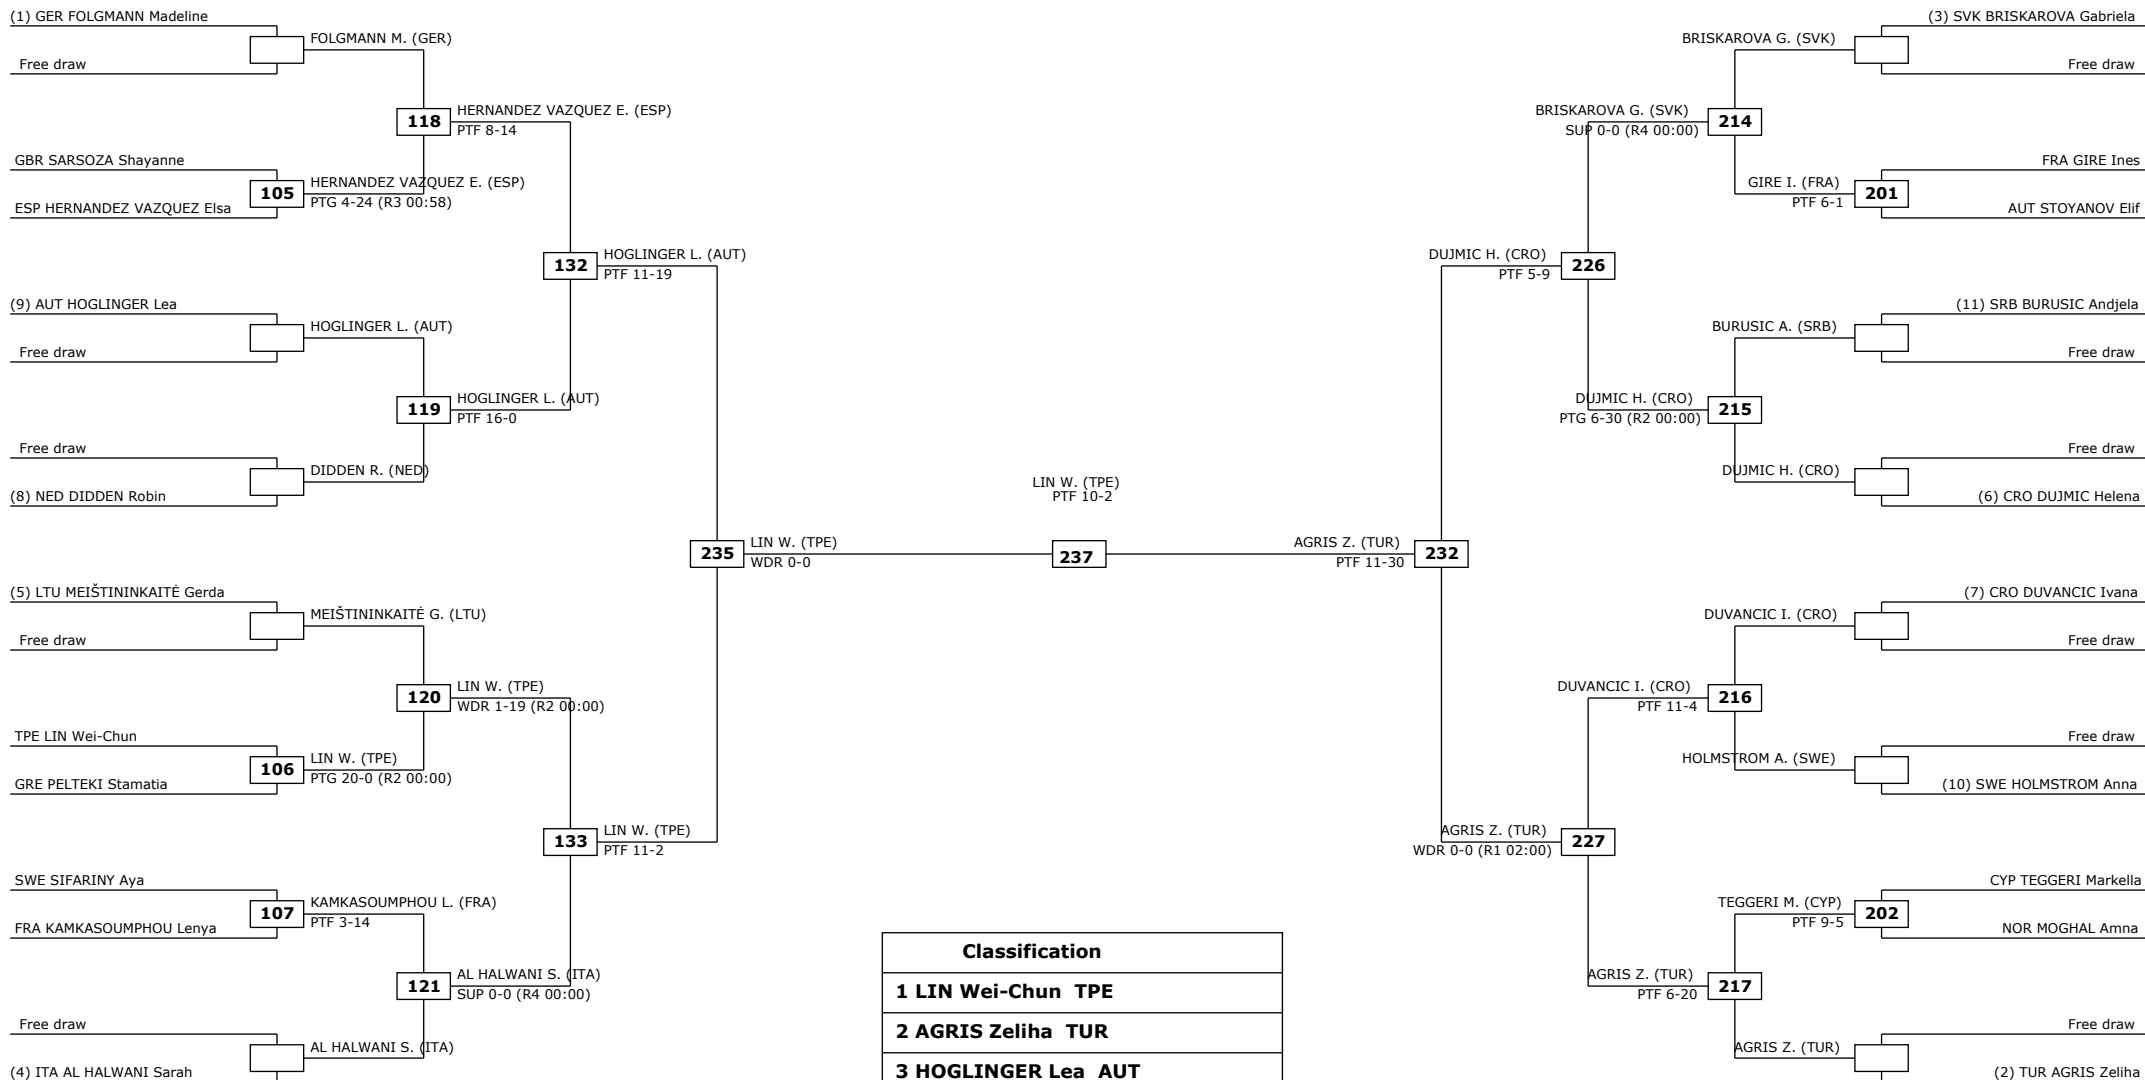 (1) GER FOLGMANN Madeline
FOLGMANN M. (GER)
Free draw
118
HERNANDEZ VAZQUEZ E. (ESP)
PTF 8-14
GBR SARSOZA Shayanne
105
HERNANDEZ VAZQUEZ E. (ESP)
PTG 4-24 (R3 00:58)
ESP HERNANDEZ VAZQUEZ Elsa
132
HOGLINGER L. (AUT)
PTF 11-19
(9) AUT HOGLINGER Lea
HOGLINGER L. (AUT)
Free draw
119
HOGLINGER L. (AUT)
PTF 16-0
Free draw
DIDDEN R. (NED)
(8) NED DIDDEN Robin
235
LIN W. (TPE)
WDR 0-0
(5) LTU MEIŠTININKAITĖ Gerda
MEIŠTININKAITĖ G. (LTU)
Free draw
120
LIN W. (TPE)
WDR 1-19 (R2 00:00)
TPE LIN Wei-Chun
106
LIN W. (TPE)
PTG 20-0 (R2 00:00)
GRE PELTEKI Stamatia
133
LIN W. (TPE)
PTF 11-2
SWE SIFARINY Aya
107
KAMKASOUMPHOU L. (FRA)
PTF 3-14
FRA KAMKASOUMPHOU Lenya
121
AL HALWANI S. (ITA)
SUP 0-0 (R4 00:00)
Free draw
AL HALWANI S. (ITA)
(4) ITA AL HALWANI Sarah
LIN W. (TPE)
PTF 10-2
237
(3) SVK BRISKAROVA Gabriela
BRISKAROVA G. (SVK)
Free draw
BRISKAROVA G. (SVK)
SUP 0-0 (R4 00:00)
214
FRA GIRE Ines
GIRE I. (FRA)
PTF 6-1
201
AUT STOYANOV Elif
DUJMIC H. (CRO)
PTF 5-9
226
(11) SRB BURUSIC Andjela
BURUSIC A. (SRB)
Free draw
DUJMIC H. (CRO)
PTG 6-30 (R2 00:00)
215
Free draw
DUJMIC H. (CRO)
(6) CRO DUJMIC Helena
AGRIS Z. (TUR)
PTF 11-30
232
(7) CRO DUVANCIC Ivana
DUVANCIC I. (CRO)
Free draw
DUVANCIC I. (CRO)
PTF 11-4
216
Free draw
HOLMSTROM A. (SWE)
(10) SWE HOLMSTROM Anna
AGRIS Z. (TUR)
WDR 0-0 (R1 02:00)
227
CYP TEGGERI Markella
TEGGERI M. (CYP)
PTF 9-5
202
NOR MOGHAL Amna
AGRIS Z. (TUR)
PTF 6-20
217
Free draw
AGRIS Z. (TUR)
(2) TUR AGRIS Zeliha
Classification
1 LIN Wei-Chun TPE
2 AGRIS Zeliha TUR
3 HOGLINGER Lea AUT